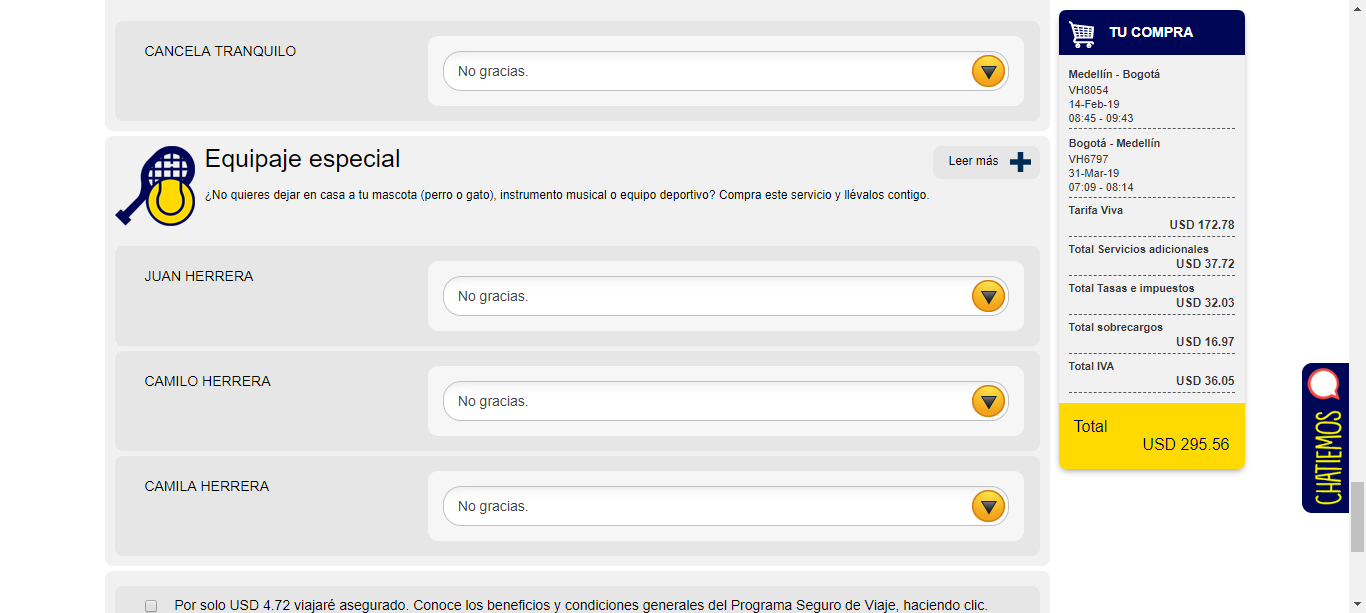 CANCELA TRANQUILO
No gracias.
Equipaje especial
Leer más
¿No quieres dejar en casa a tu mascota (perro o gato), instrumento musical o equipo deportivo? Compra este servicio y llévalos contigo.
JUAN HERRERA
No gracias.
CAMILO HERRERA
No gracias.
CAMILA HERRERA
No gracias.
Por solo USD 4.72 viajaré asegurado. Conoce los beneficios y condiciones generales del Programa Seguro de Viaje, haciendo clic.
TU COMPRA
Medellín - Bogotá
VH8054
14-Feb-19
08:45 - 09:43
Bogotá - Medellín
VH6797
31-Mar-19
07:09 - 08:14
Tarifa Viva
USD 172.78
Total Servicios adicionales
USD 37.72
Total Tasas e impuestos
USD 32.03
Total sobrecargos
USD 16.97
Total IVA
USD 36.05
Total
USD 295.56
CHATIEMOS